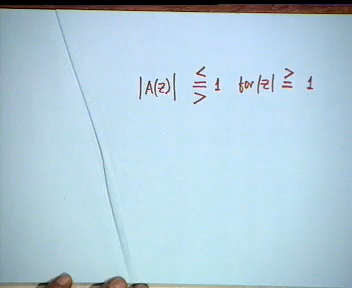 |A(z)| ⪋ 1 for |z| ⋛ 1